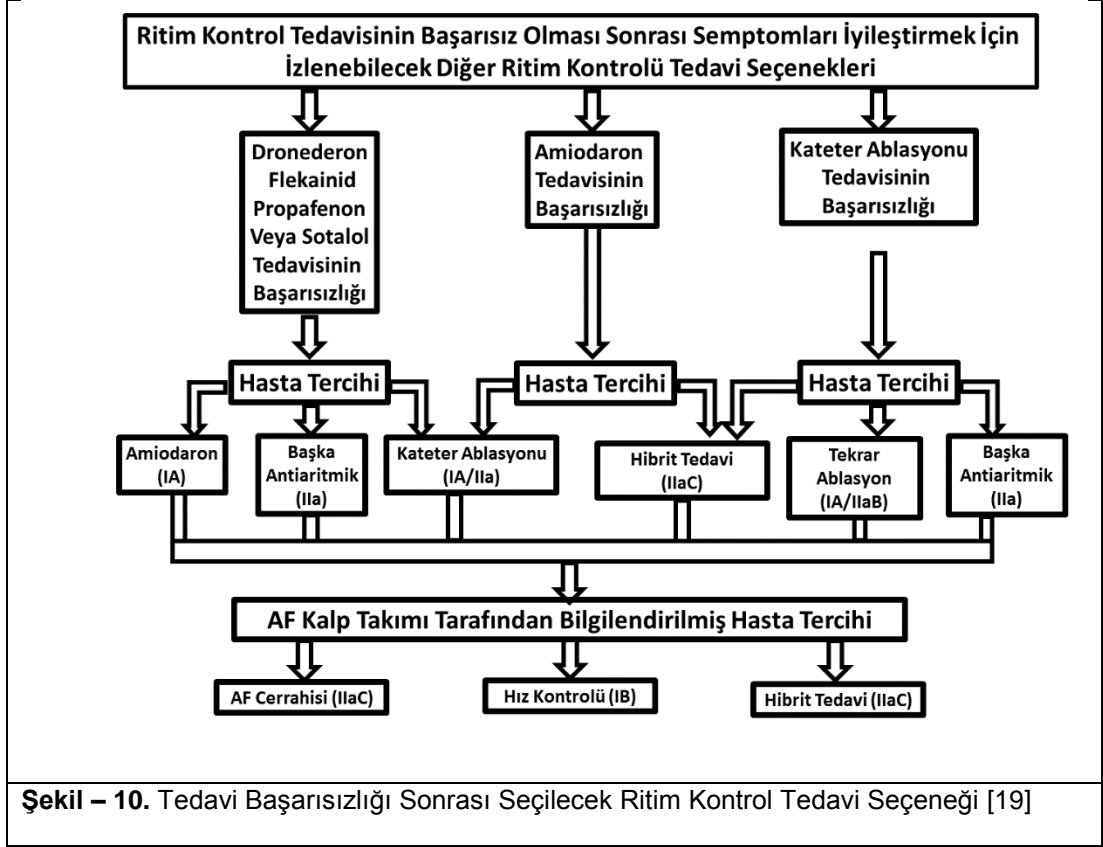 Ritim Kontrol Tedavisinin Başarısız Olması Sonrası Semptomları İyileştirmek İçin
İzlenebilecek Diğer Ritim Kontrolü Tedavi Seçenekleri
Dronederon
Flekainid
Propafenon
Veya Sotalol
Tedavisinin
Başarısızlığı
Amiodaron
Tedavisinin
Başarısızlığı
Kateter Ablasyonu
Tedavisinin
Başarısızlığı
Hasta Tercihi
Hasta Tercihi
Hasta Tercihi
Amiodaron
(IA)
Başka
Antiaritmik
(IIa)
Kateter Ablasyonu
(IA/IIa)
Hibrit Tedavi
(IIaC)
Tekrar
Ablasyon
(IA/IIaB)
Başka
Antiaritmik
(IIa)
AF Kalp Takımı Tarafından Bilgilendirilmiş Hasta Tercihi
AF Cerrahisi (IIaC)
Hız Kontrolü (IB)
Hibrit Tedavi (IIaC)
Şekil – 10. Tedavi Başarısızlığı Sonrası Seçilecek Ritim Kontrol Tedavi Seçeneği [19]